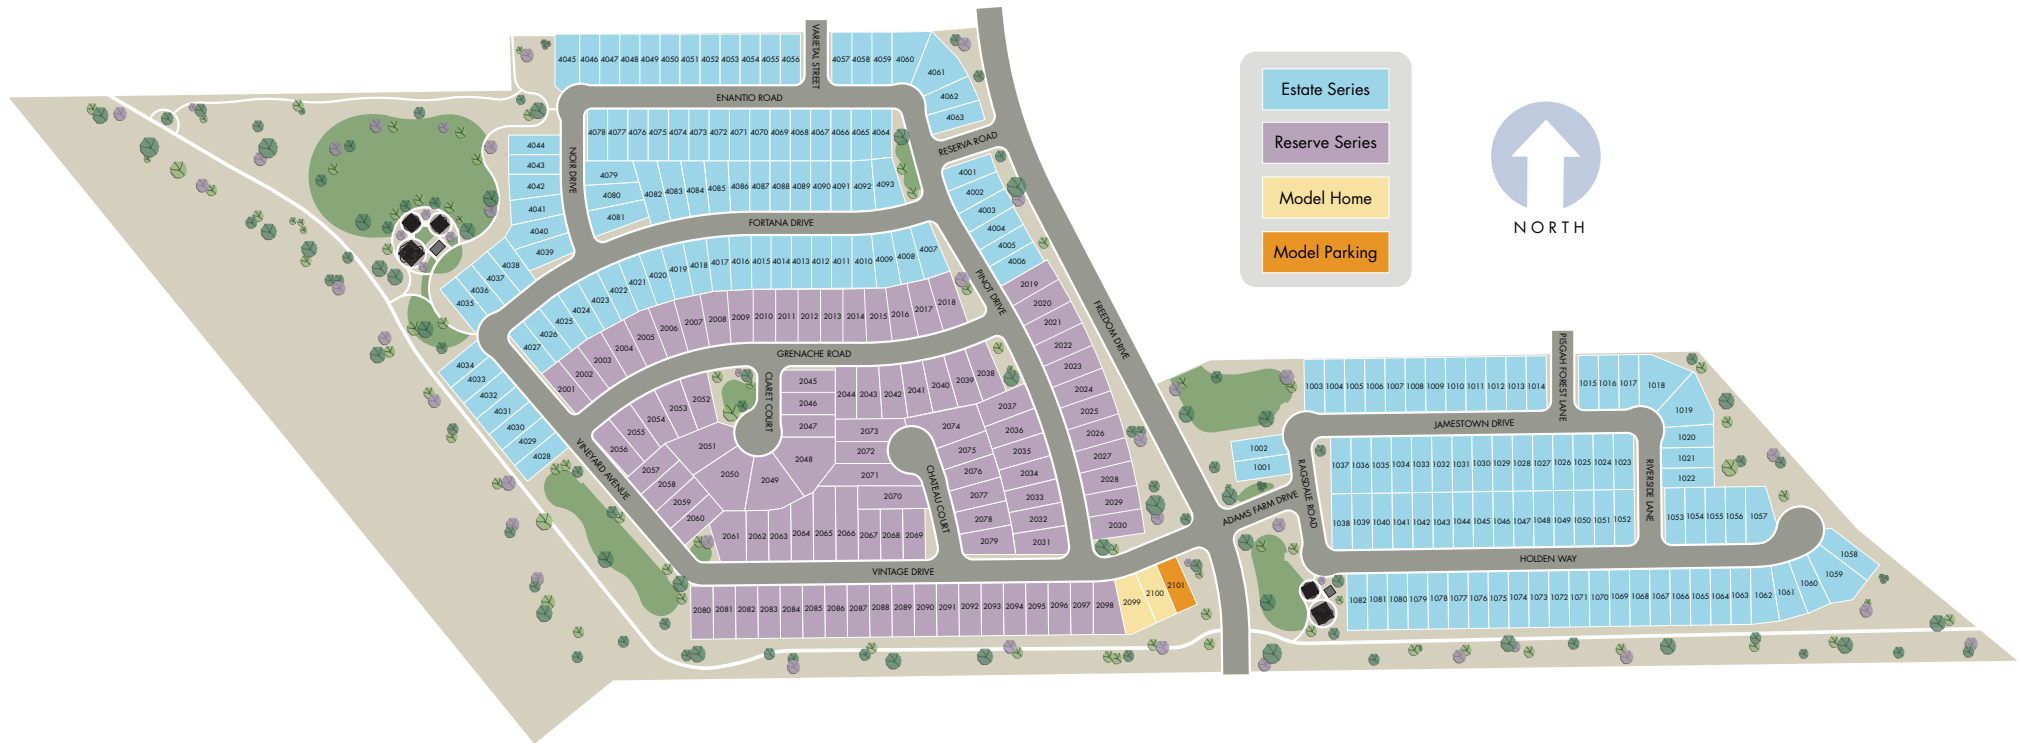 Estate Series
Reserve Series
Model Home
Model Parking
NORTH
VARIETAL STREET
4045 4046 4047 4048 4049 4050 4051 4052 4053 4054 4055 4056
4057 4058 4059 4060
4061
4062
4063
ENANTIO ROAD
RESERVA ROAD
NOIR DRIVE
4078 4077 4076 4075 4074 4073 4072 4071 4070 4069 4068 4067 4066 4065 4064
4079
4080
4081
4082 4083 4084 4085 4086 4087 4088 4089 4090 4091 4092 4093
4044
4043
4042
4041
4040
4039
4038
4037
4036
4035
FORTANA DRIVE
4001
4002
4003
4004
4005
4006
4027 4026 4025 4024 4023 4022 4021 4020 4019 4018 4017 4016 4015 4014 4013 4012 4011 4010 4009 4008 4007
PINOT DRIVE
FREEDOM DRIVE
2001 2002 2003 2004 2005 2006 2007 2008 2009 2010 2011 2012 2013 2014 2015 2016 2017 2018
2019
2020
2021
2022
2023
2024
2025
2026
2027
2028
2029
2030
GRENACHE ROAD
4034
4033
4032
4031
4030
4029
4028
VINEYARD AVENUE
CLARET COURT
2045
2046
2047
2048
2049
2050
2051
2052
2053
2054
2055
2056
2057
2058
2059
2060
2044 2043 2042 2041 2040 2039 2038
2037
2036
2035
2034
2033
2032
2031
2073
2072
2071
2070
2074
2075
2076
2077
2078
2079
CHATEAU COURT
2061 2062 2063 2064 2065 2066 2067 2068 2069
VINTAGE DRIVE
2080 2081 2082 2083 2084 2085 2086 2087 2088 2089 2090 2091 2092 2093 2094 2095 2096 2097 2098 2099 2100 2101
ADAMS FARM DRIVE
PISGAH FOREST LANE
1003 1004 1005 1006 1007 1008 1009 1010 1011 1012 1013 1014
1015 1016 1017 1018
1019
1020
1021
1022
JAMESTOWN DRIVE
1002
1001
RAGSDALE ROAD
RIVERSIDE LANE
1037 1036 1035 1034 1033 1032 1031 1030 1029 1028 1027 1026 1025 1024 1023
1038 1039 1040 1041 1042 1043 1044 1045 1046 1047 1048 1049 1050 1051 1052
1053 1054 1055 1056 1057
HOLDEN WAY
1058
1059
1060
1082 1081 1080 1079 1078 1077 1076 1075 1074 1073 1072 1071 1070 1069 1068 1067 1066 1065 1064 1063 1062 1061